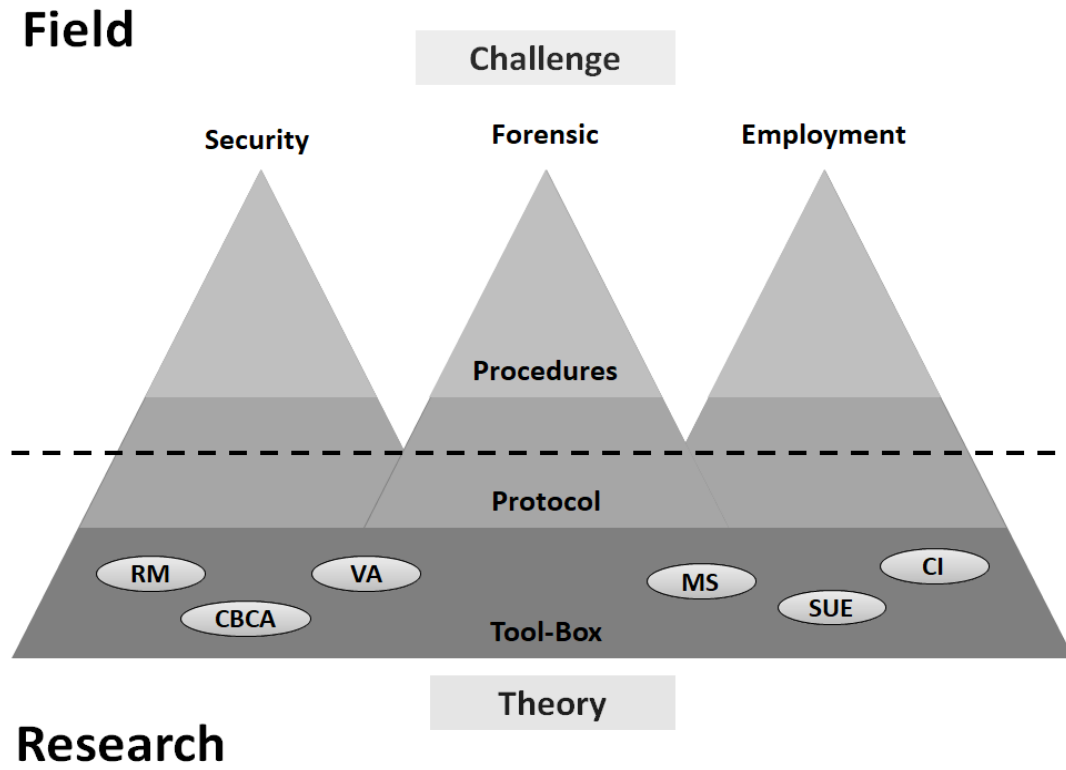 Field
Challenge
Security Forensic Employment
Procedures
Protocol
RM VA MS CI
CBCA SUE
Tool-Box
Theory
Research